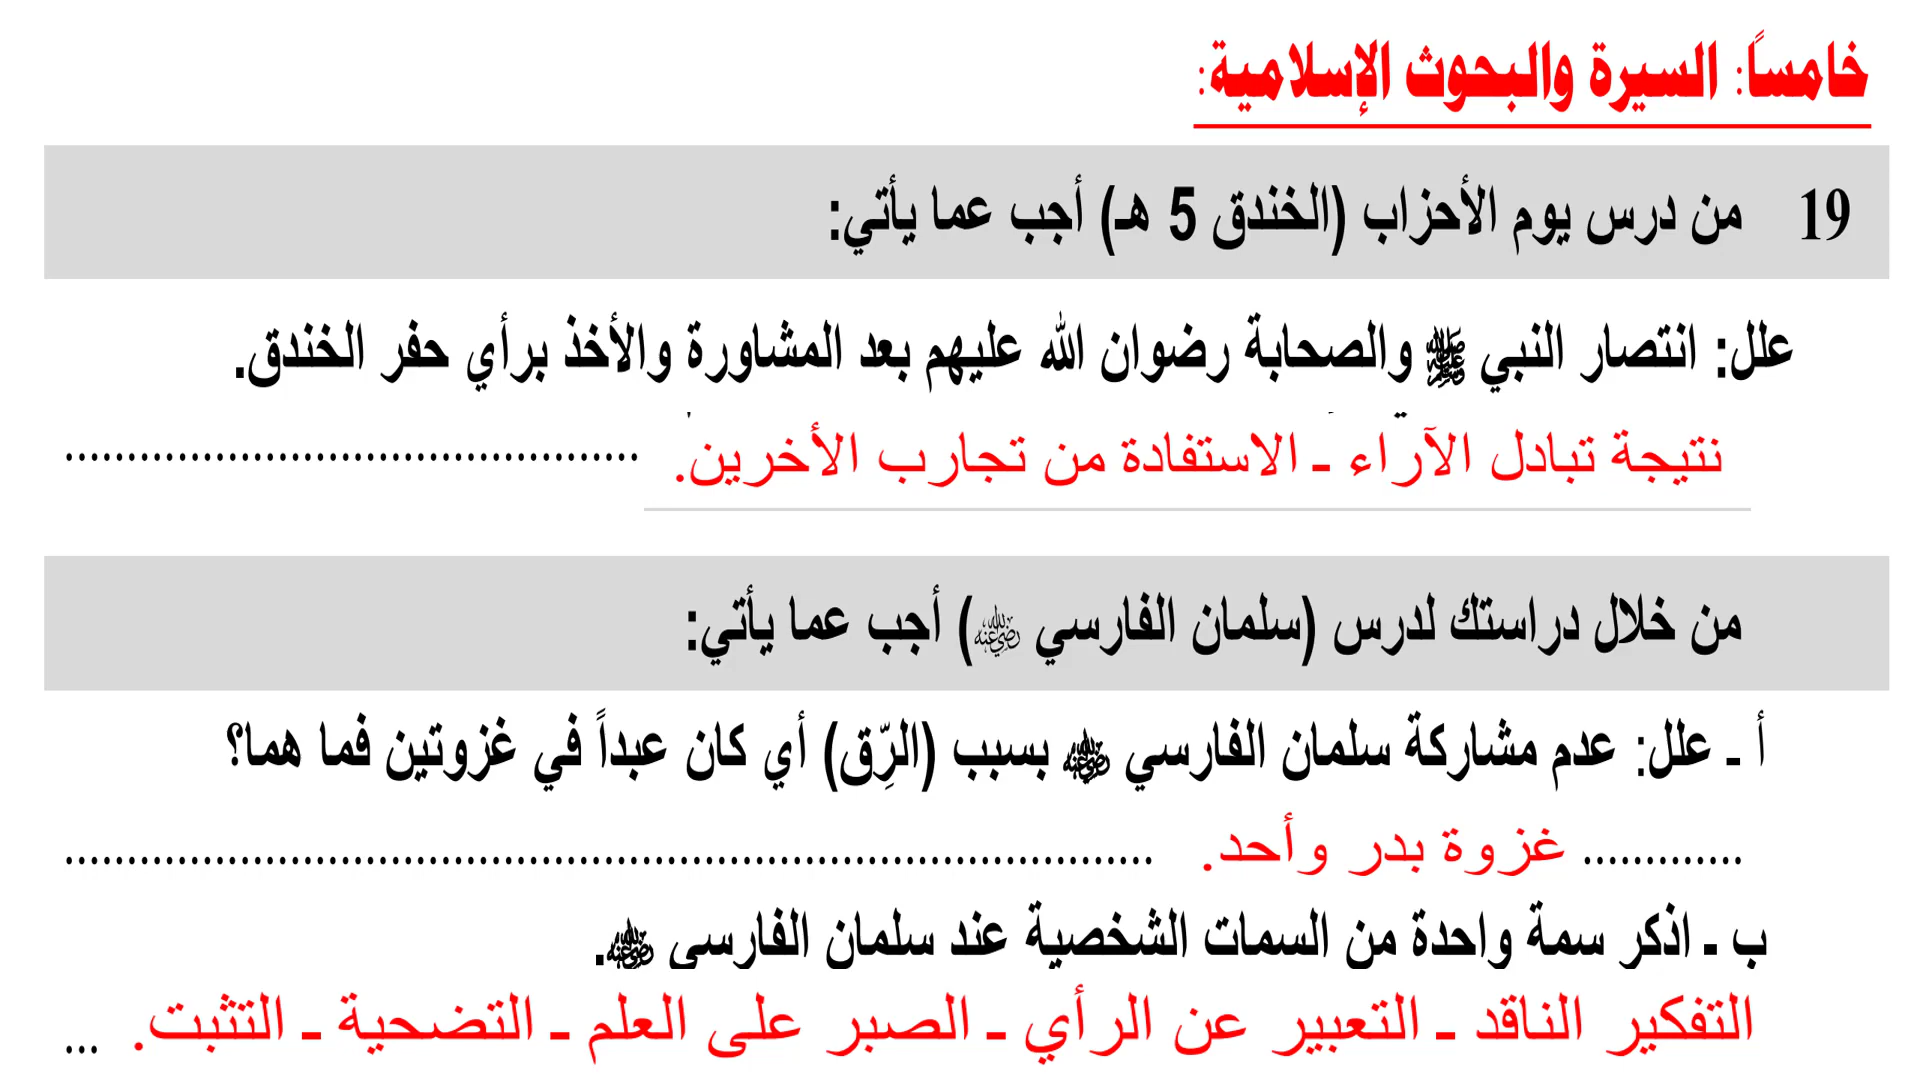 خامساً: السيرة والبحوث الإسلامية:
19 من درس يوم الأحزاب (الخندق 5 هـ) أجب عما يأتي:
علل: انتصار النبي ﷺ والصحابة رضوان الله عليهم بعد المشاورة والأخذ برأي حفر الخندق.
نتيجة تبادل الآراء ـ الاستفادة من تجارب الأخرين. ..............................................
من خلال دراستك لدرس (سلمان الفارسي رضي الله عنه) أجب عما يأتي:
أ ـ علل: عدم مشاركة سلمان الفارسي رضي الله عنه بسبب (الرِّق) أي كان عبداً في غزوتين فما هما؟
............. غزوة بدر وأحد. .......................................................................................
ب ـ اذكر سمة واحدة من السمات الشخصية عند سلمان الفارسي رضي الله عنه.
التفكير الناقد ـ التعبير عن الرأي ـ الصبر على العلم ـ التضحية ـ التثبت. ...